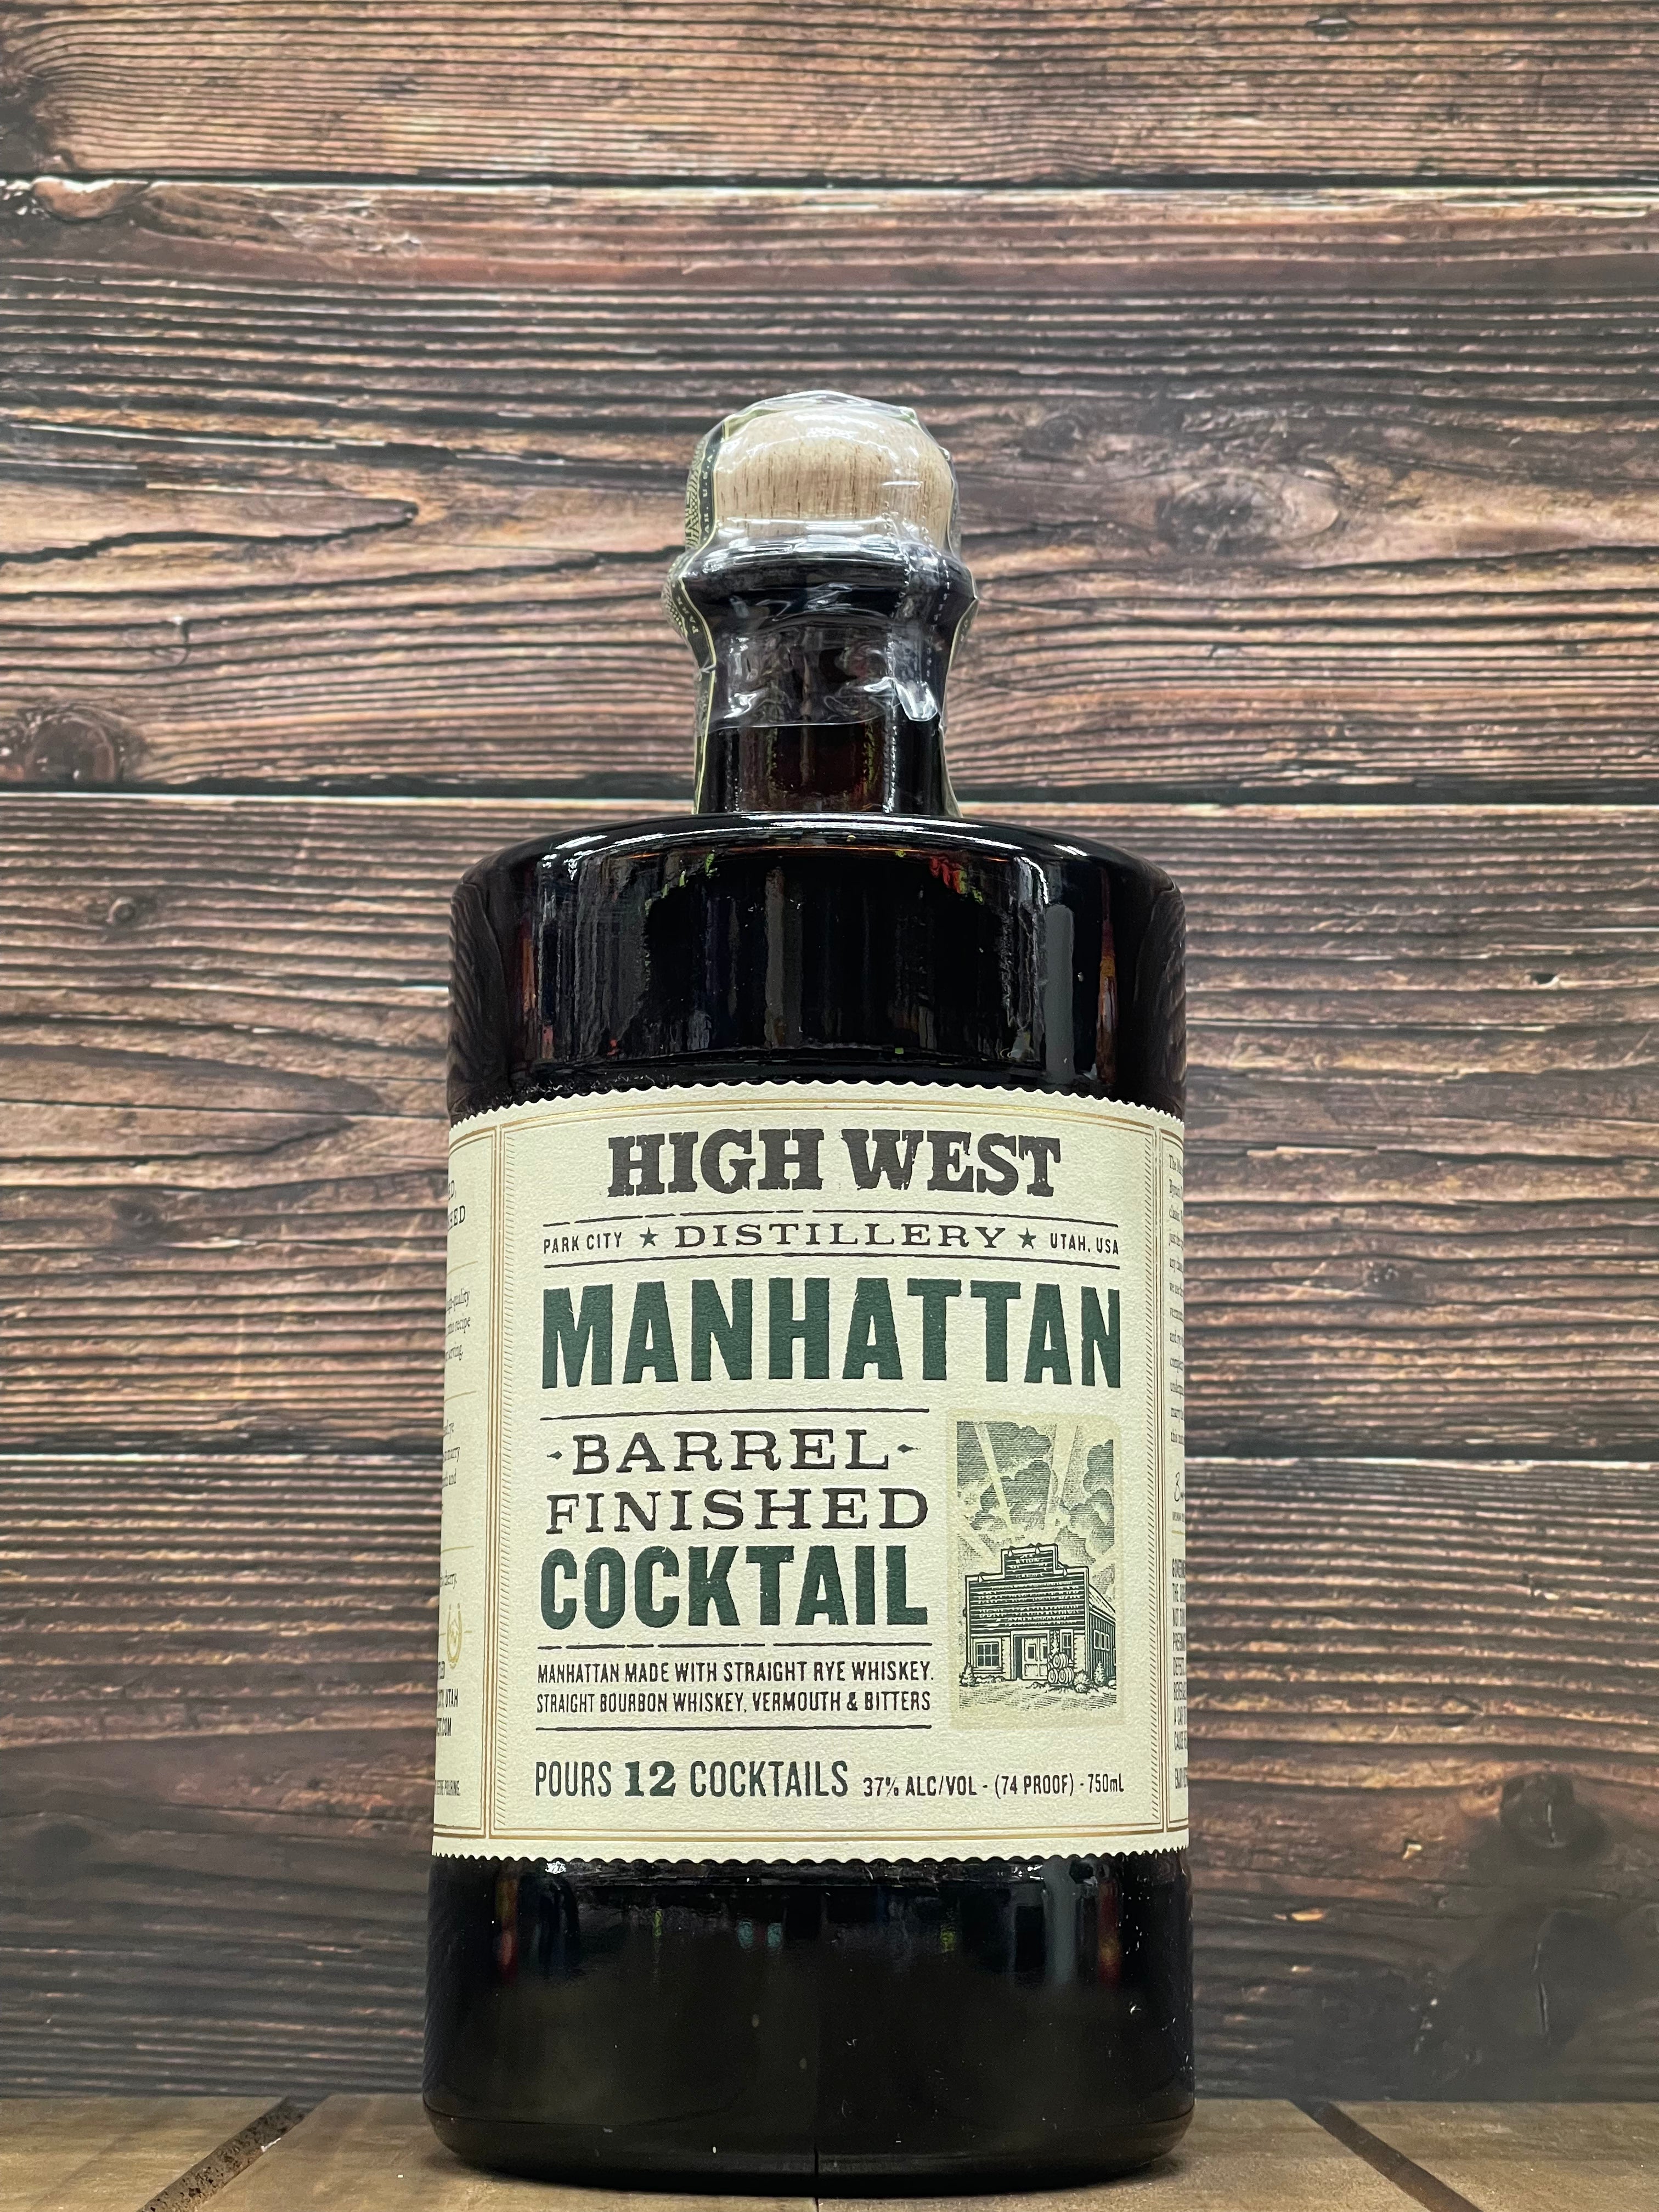 HIGH WEST
PARK CITY ★ DISTILLERY ★ UTAH, USA
MANHATTAN
BARREL
FINISHED
COCKTAIL
MANHATTAN MADE WITH STRAIGHT RYE WHISKEY,
STRAIGHT BOURBON WHISKEY, VERMOUTH & BITTERS
POURS 12 COCKTAILS 37% ALC/VOL - (74 PROOF) - 750mL